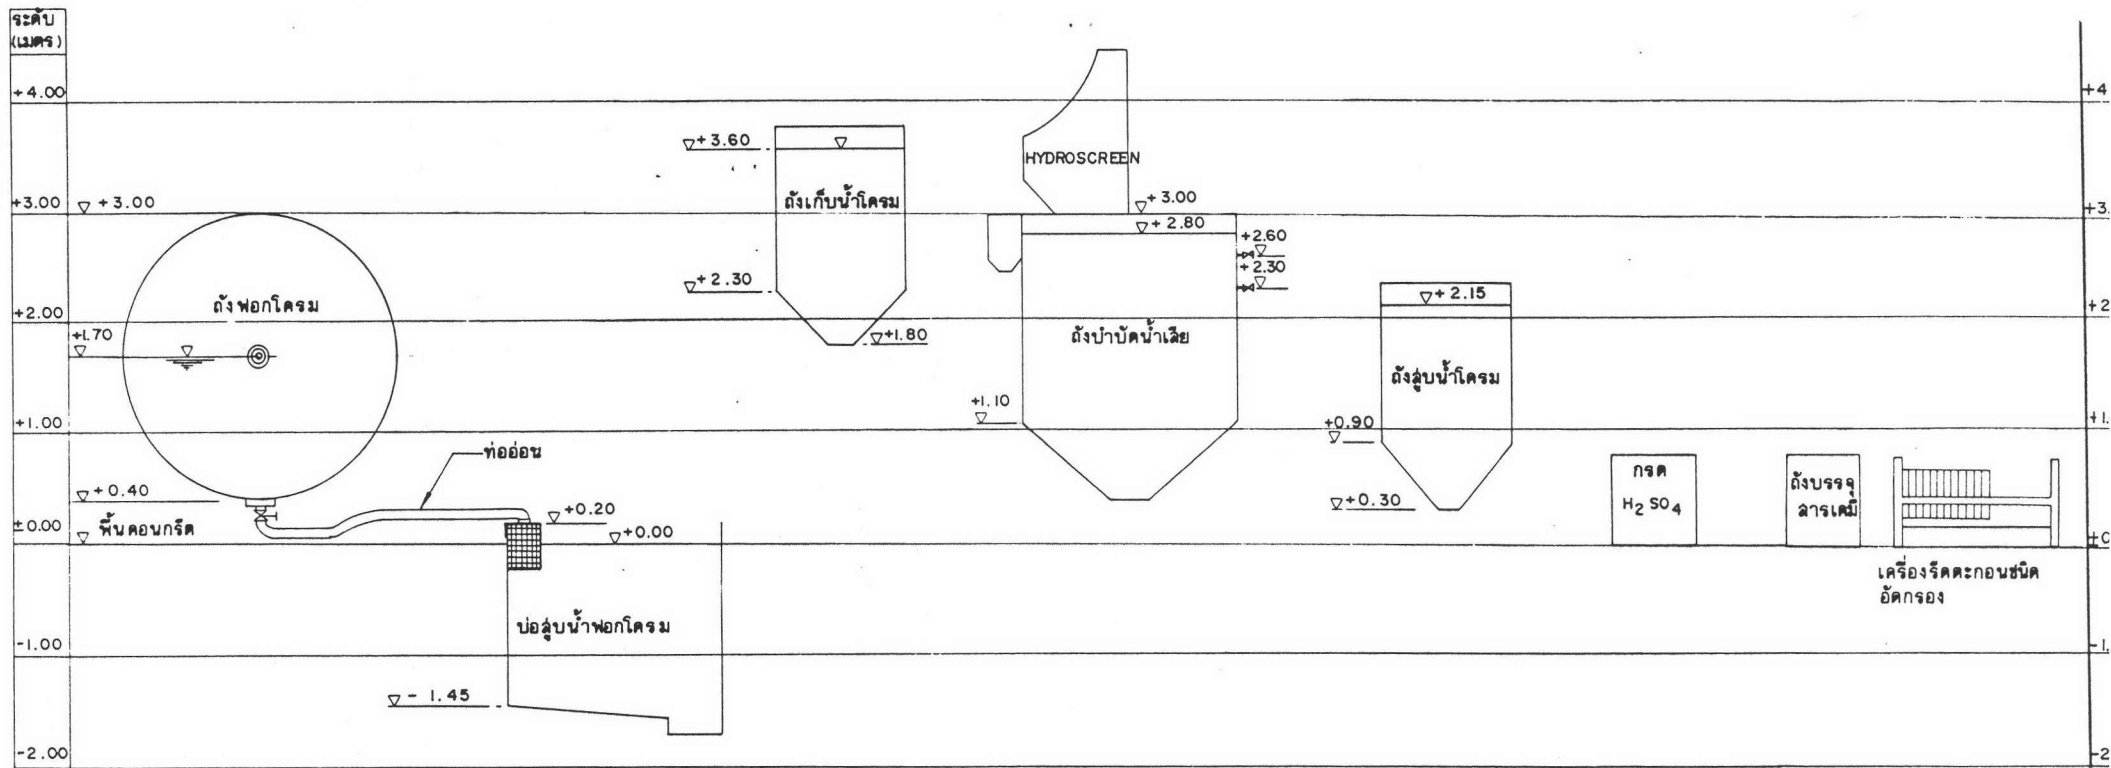 ระดับ
(เมตร)
+4.00
+3.00
+2.00
+1.70
+1.00
±0.00
-1.00
-2.00
+3.00
ถังฟอกโครม
+0.40
พื้นคอนกรีต
ท่ออ่อน
+0.20
+0.00
บ่อสูบน้ำฟอกโครม
- 1.45
+3.60
ถังเก็บน้ำโครม
+2.30
+1.80
HYDROSCREEN
+3.00
+2.80
+2.60
+2.30
ถังบำบัดน้ำเสีย
+1.10
+2.15
ถังสูบน้ำโครม
+0.90
+0.30
กรด
H2SO4
ถังบรรจุ
สารเคมี
เครื่องรีดตะกอนชนิด
อัดกรอง
+4
+3.
+2
+1.
±0
-1.
-2